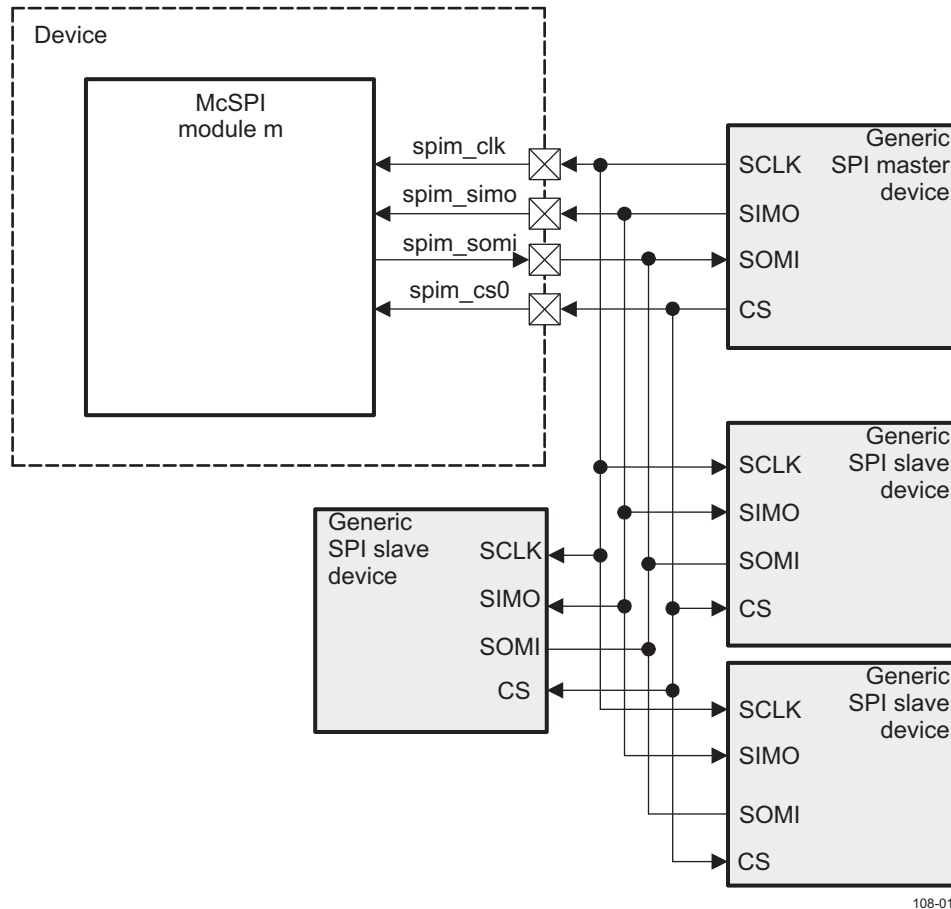 Device
McSPI
module m
spim_clk
spim_simo
spim_somi
spim_cs0
Generic
SPI master
device
SCLK
SIMO
SOMI
CS
Generic
SPI slave
device
SCLK
SIMO
SOMI
CS
Generic
SPI slave
device
SCLK
SIMO
SOMI
CS
Generic
SPI slave
device
SCLK
SIMO
SOMI
CS
108-01